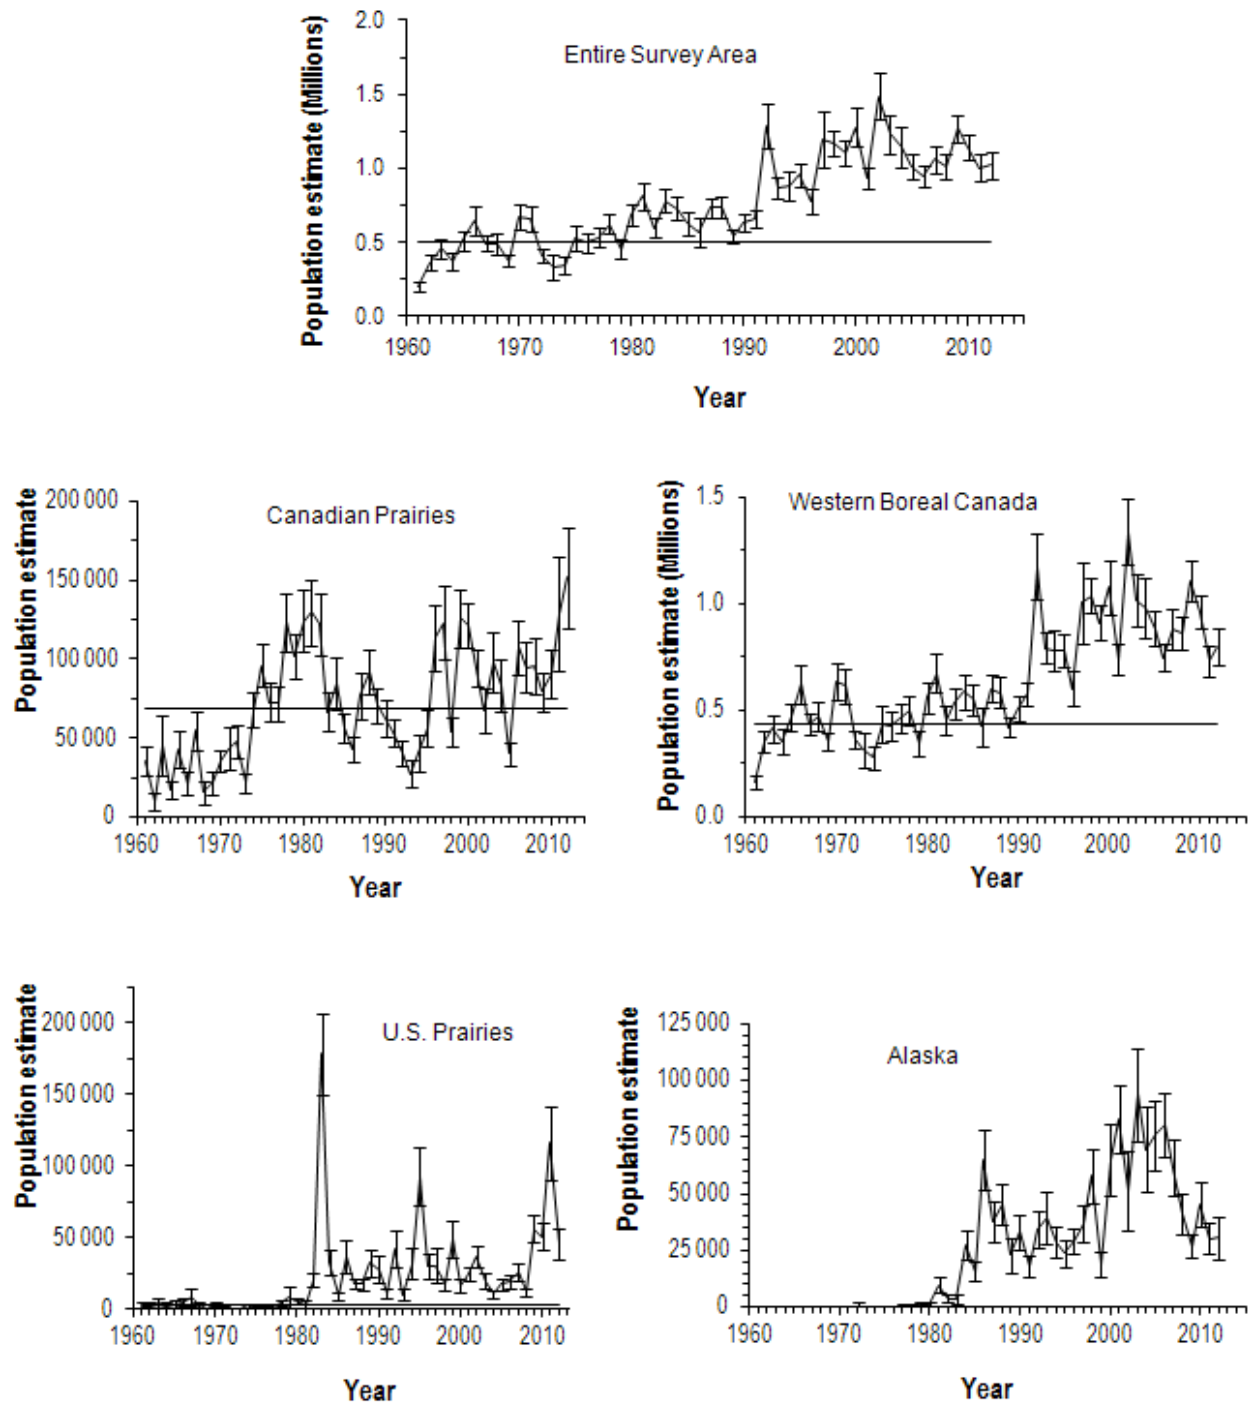 Entire Survey Area
Population estimate (Millions)
2.0
1.5
1.0
0.5
0.0
1960 1970 1980 1990 2000 2010
Year
Canadian Prairies
Population estimate
200 000
150 000
100 000
50 000
0
1960 1970 1980 1990 2000 2010
Year
Western Boreal Canada
Population estimate (Millions)
1.5
1.0
0.5
0.0
1960 1970 1980 1990 2000 2010
Year
U.S. Prairies
Population estimate
200 000
150 000
100 000
50 000
0
1960 1970 1980 1990 2000 2010
Year
Alaska
Population estimate
125 000
100 000
75 000
50 000
25 000
0
1960 1970 1980 1990 2000 2010
Year